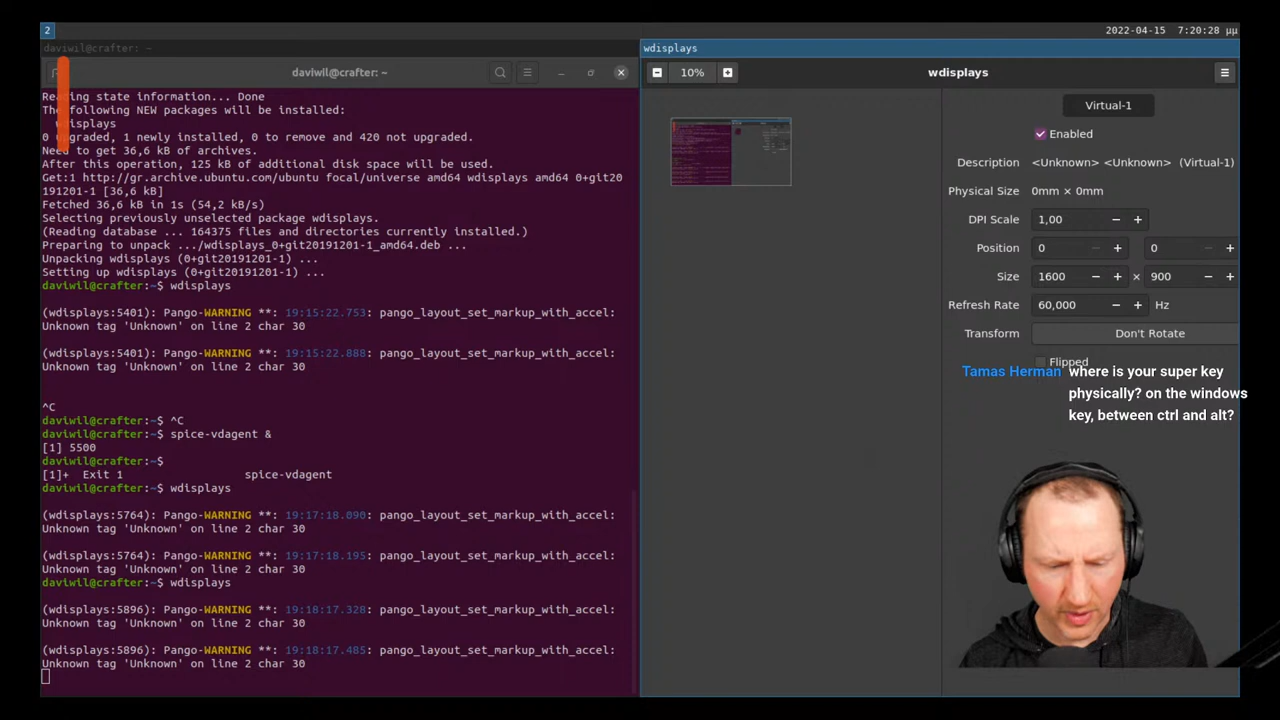 2
2022-04-15 7:20:28 μμ
daviwil@crafter: ~
wdisplays
daviwil@crafter: ~
10%
wdisplays
Reading state information... Done
The following NEW packages will be installed:
wdisplays
0 upgraded, 1 newly installed, 0 to remove and 420 not upgraded.
Need to get 36,6 kB of archives.
After this operation, 125 kB of additional disk space will be used.
Get:1 http://gr.archive.ubuntu.com/ubuntu focal/universe amd64 wdisplays amd64 0+git20
191201-1 [36,6 kB]
Fetched 36,6 kB in 1s (54,2 kB/s)
Selecting previously unselected package wdisplays.
(Reading database ... 164375 files and directories currently installed.)
Preparing to unpack .../wdisplays_0+git20191201-1_amd64.deb ...
Unpacking wdisplays (0+git20191201-1) ...
Setting up wdisplays (0+git20191201-1) ...
daviwil@crafter:~$ wdisplays
(wdisplays:5401): Pango-WARNING **: 19:15:22.753: pango_layout_set_markup_with_accel:
Unknown tag 'Unknown' on line 2 char 30
(wdisplays:5401): Pango-WARNING **: 19:15:22.888: pango_layout_set_markup_with_accel:
Unknown tag 'Unknown' on line 2 char 30
^C
daviwil@crafter:~$ ^C
daviwil@crafter:~$ spice-vdagent &
[1] 5500
daviwil@crafter:~$
[1]+  Exit 1                  spice-vdagent
daviwil@crafter:~$ wdisplays
(wdisplays:5764): Pango-WARNING **: 19:17:18.090: pango_layout_set_markup_with_accel:
Unknown tag 'Unknown' on line 2 char 30
(wdisplays:5764): Pango-WARNING **: 19:17:18.195: pango_layout_set_markup_with_accel:
Unknown tag 'Unknown' on line 2 char 30
daviwil@crafter:~$ wdisplays
(wdisplays:5896): Pango-WARNING **: 19:18:17.328: pango_layout_set_markup_with_accel:
Unknown tag 'Unknown' on line 2 char 30
(wdisplays:5896): Pango-WARNING **: 19:18:17.485: pango_layout_set_markup_with_accel:
Unknown tag 'Unknown' on line 2 char 30
Virtual-1
Enabled
Description <Unknown> <Unknown> (Virtual-1)
Physical Size 0mm × 0mm
DPI Scale 1,00
Position 0 0
Size 1600 × 900
Refresh Rate 60,000 Hz
Transform Don't Rotate
Flipped
Tamas Herman where is your super key
physically? on the windows
key, between ctrl and alt?